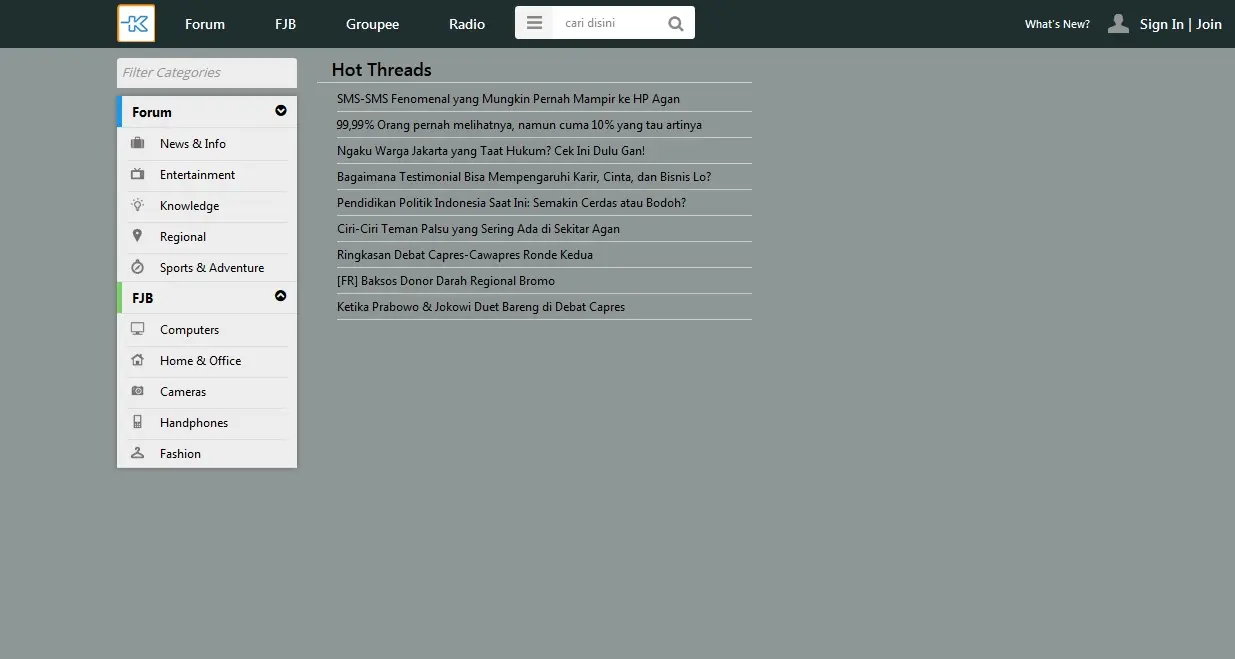 K
Forum
FJB
Groupee
Radio
cari disini
What's New?
Sign In | Join
Filter Categories
Forum
News & Info
Entertainment
Knowledge
Regional
Sports & Adventure
FJB
Computers
Home & Office
Cameras
Handphones
Fashion
Hot Threads
SMS-SMS Fenomenal yang Mungkin Pernah Mampir ke HP Agan
99,99% Orang pernah melihatnya, namun cuma 10% yang tau artinya
Ngaku Warga Jakarta yang Taat Hukum? Cek Ini Dulu Gan!
Bagaimana Testimonial Bisa Mempengaruhi Karir, Cinta, dan Bisnis Lo?
Pendidikan Politik Indonesia Saat Ini: Semakin Cerdas atau Bodoh?
Ciri-Ciri Teman Palsu yang Sering Ada di Sekitar Agan
Ringkasan Debat Capres-Cawapres Ronde Kedua
[FR] Baksos Donor Darah Regional Bromo
Ketika Prabowo & Jokowi Duet Bareng di Debat Capres